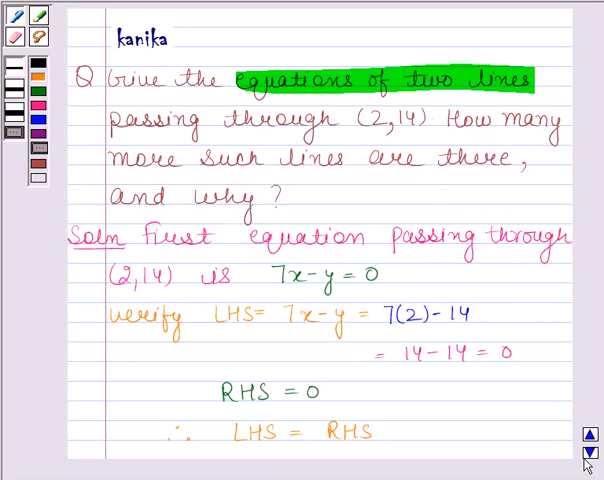 kanika
Q Give the equations of two lines
passing through (2,14). How many
more such lines are there,
and why?
Soln First equation passing through
(2,14) is 7x-y=0
verify LHS= 7x-y = 7(2)-14
= 14-14=0
RHS = 0
∴ LHS = RHS